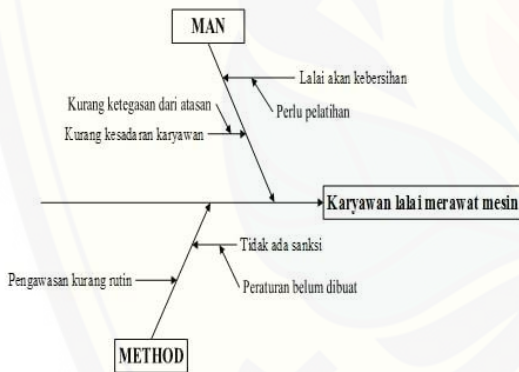 MAN
Lalai akan kebersihan
Kurang ketegasan dari atasan
Perlu pelatihan
Kurang kesadaran karyawan
Karyawan lalai merawat mesin
Tidak ada sanksi
Pengawasan kurang rutin
Peraturan belum dibuat
METHOD